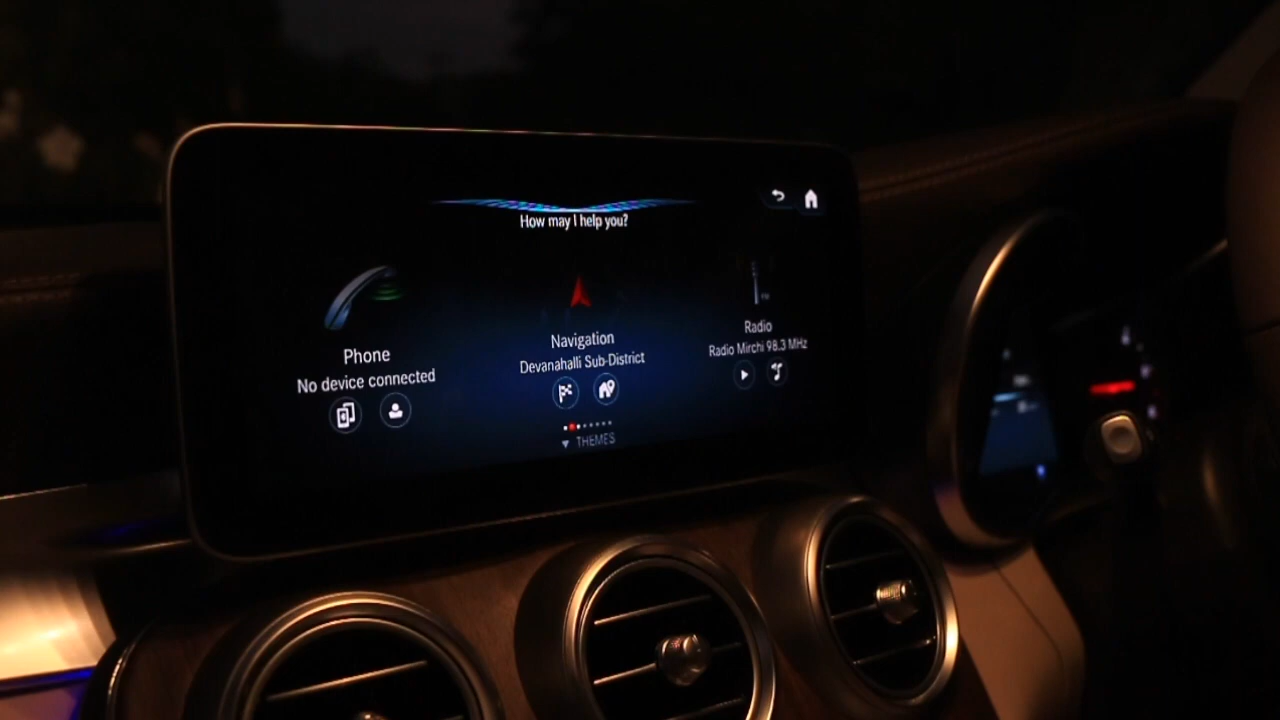 How may I help you?
Phone
No device connected
Navigation
Devanahalli Sub-District
Radio
Radio Mirchi 98.3 MHz
THEMES